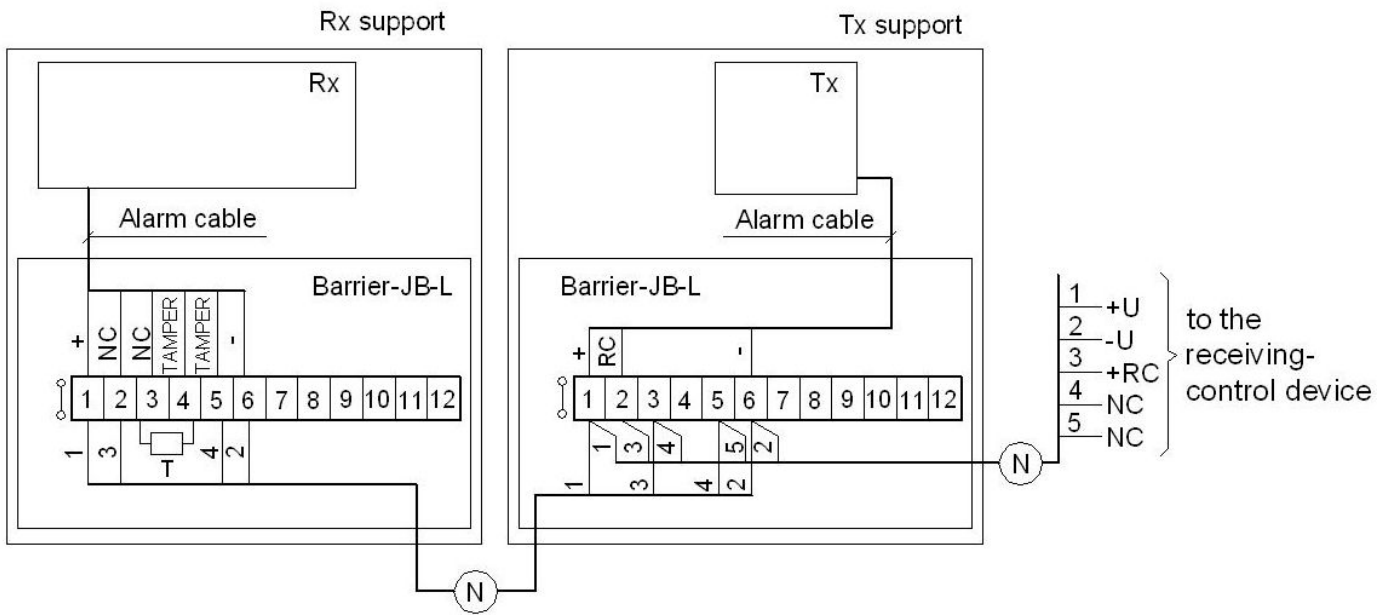 Rx support
Tx support
Rx
Tx
Alarm cable
Alarm cable
Barrier-JB-L
Barrier-JB-L
+ NC NC TAMPER TAMPER -
+ RC -
1 2 3 4 5 6 7 8 9 10 11 12
1 2 3 4 5 6 7 8 9 10 11 12
1 3 T 4 2
1 3 4 5 2
1 3 4 2
N
N
1 +U
2 -U
3 +RC
4 NC
5 NC
to the
receiving-
control device